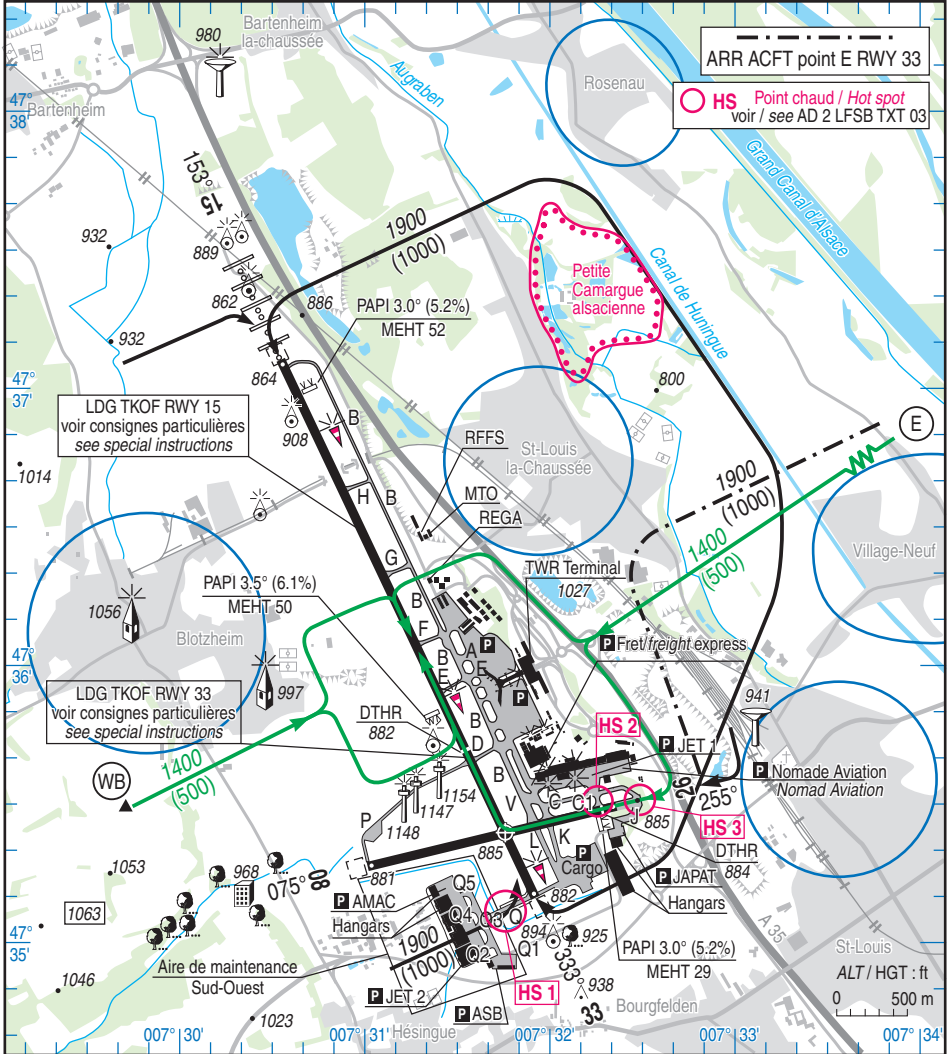 980
Bartenheim
la-chaussée
Augraben
Rosenau
ARR ACFT point E RWY 33
HS Point chaud / Hot spot
voir / see AD 2 LFSB TXT 03
47°
38'
Bartenheim
Grand Canal d'Alsace
153°
15
1900
(1000)
932
889
862
886
Petite
Camargue
alsacienne
Canal de Huningue
PAPI 3.0° (5.2%)
MEHT 52
932
864
800
47°
37'
LDG TKOF RWY 15
voir consignes particulières
see special instructions
908
B
E
RFFS
St-Louis
la-Chaussée
1014
MTO
1900
(1000)
H
B
REGA
1400
(500)
G
Village-Neuf
TWR Terminal
1027
PAPI 3.5° (6.1%)
MEHT 50
1056
B
F
Blotzheim
A
P
P Fret/freight express
B
E
E
47°
36'
P
LDG TKOF RWY 33
voir consignes particulières
see special instructions
997
941
DTHR
882
B
D
HS 2
P JET 1
1400
(500)
WB
B
P Nomade Aviation
Nomad Aviation
26
255°
1154
1147
1148
V
C
C1
J
885
HS 3
P
K
DTHR
884
885
L
P
Cargo
1053
968
075°
08
881
882
P JAPAT
Hangars
1063
P AMAC
Hangars
Q5
Q4
Q3
Q
894
925
A 35
47°
35'
1900
(1000)
Q2
Q1
PAPI 3.0° (5.2%)
MEHT 29
St-Louis
1046
Aire de maintenance
Sud-Ouest
333°
33
938
ALT / HGT : ft
P JET 2
HS 1
0 500 m
1023
P ASB
Bourgfelden
Hésingue
007° 30'
007° 31'
007° 32'
007° 33'
007° 34'